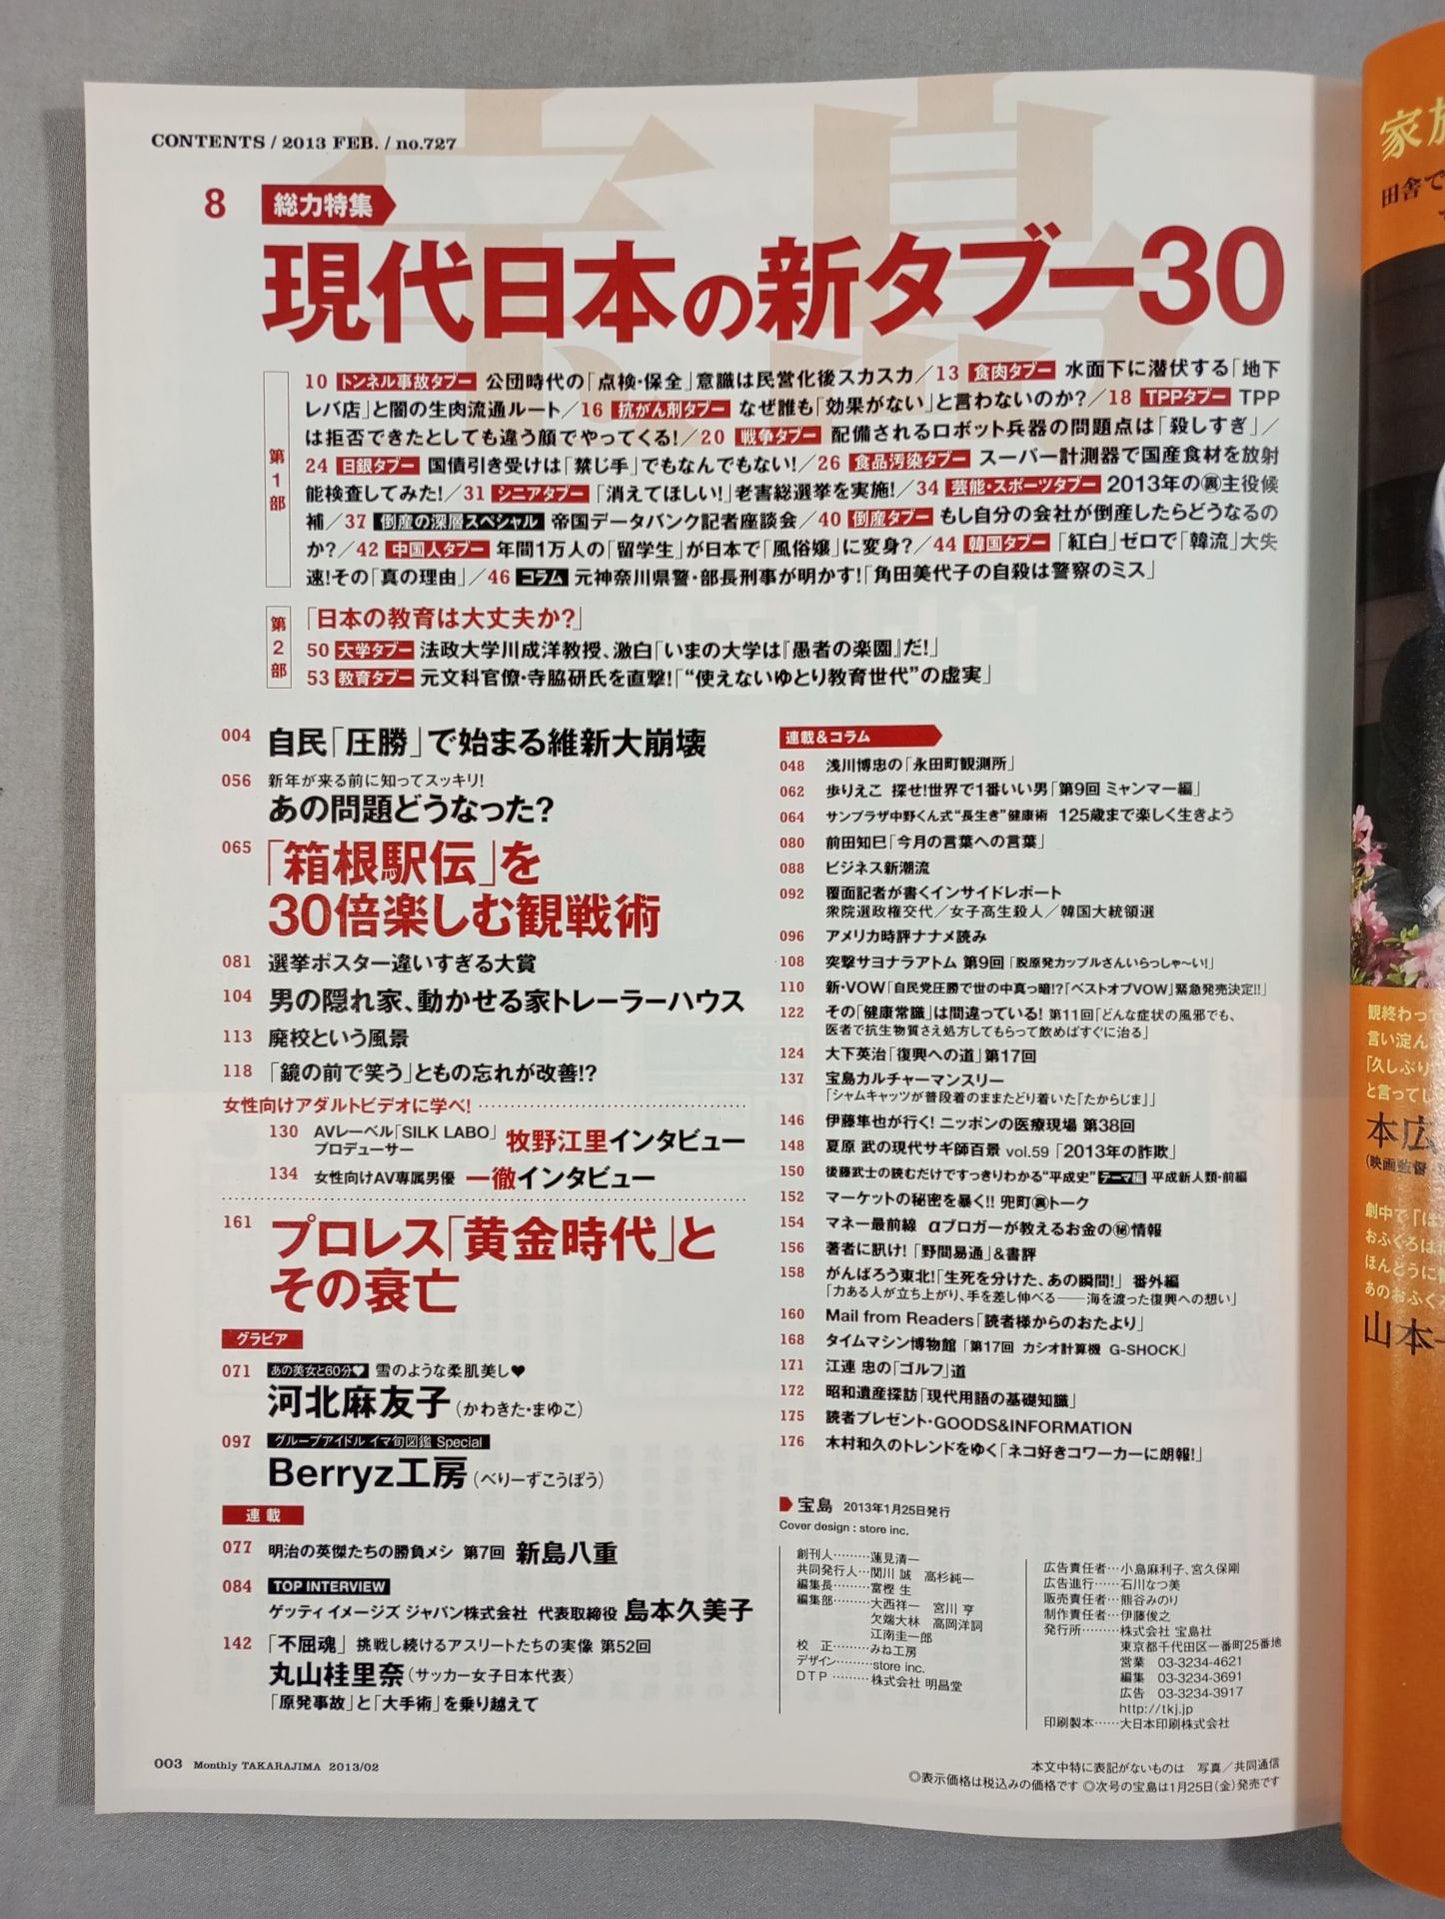 CONTENTS / 2013 FEB. / no.727
宝島
8 総力特集
現代日本の新タブー30
第1部
10 トンネル事故タブー 公団時代の「点検・保全」意識は民営化後スカスカ／13 食肉タブー 水面下に潜伏する「地下
レバ店」と闇の生肉流通ルート／16 抗がん剤タブー なぜ誰も「効果がない」と言わないのか？／18 TPPタブー TPP
は拒否できたとしても違う顔でやってくる！／20 戦争タブー 配備されるロボット兵器の問題点は「殺しすぎ」／
24 日銀タブー 国債引き受けは「禁じ手」でもなんでもない！／26 食品汚染タブー スーパー計測器で国産食材を放射
能検査してみた！／31 シニアタブー 「消えてほしい！」老害総選挙を実施！／34 芸能・スポーツタブー 2013年の㊙主役候
補／37 倒産の深層スペシャル 帝国データバンク記者座談会／40 倒産タブー もし自分の会社が倒産したらどうなるの
か？／42 中国人タブー 年間1万人の「留学生」が日本で「風俗嬢」に変身？／44 韓国タブー 「紅白」ゼロで「韓流」大失
速！その「真の理由」／46 コラム 元神奈川県警・部長刑事が明かす！「角田美代子の自殺は警察のミス」
第2部
「日本の教育は大丈夫か？」
50 大学タブー 法政大学川成洋教授、激白「いまの大学は『愚者の楽園』だ！」
53 教育タブー 元文科官僚・寺脇研氏を直撃！「“使えないゆとり教育世代”の虚実」
004 自民「圧勝」で始まる維新大崩壊
056 新年が来る前に知ってスッキリ！
あの問題どうなった？
065 「箱根駅伝」を
30倍楽しむ観戦術
081 選挙ポスター違いすぎる大賞
104 男の隠れ家、動かせる家トレーラーハウス
113 廃校という風景
118 「鏡の前で笑う」ともの忘れが改善!?
女性向けアダルトビデオに学べ！
130 AVレーベル「SILK LABO」
プロデューサー 牧野江里インタビュー
134 女性向けAV専属男優 一徹インタビュー
161 プロレス「黄金時代」と
その衰亡
グラビア
071 あの美女と60分♥ 雪のような柔肌美し♥
河北麻友子（かわきた・まゆこ）
097 グループアイドル イマ旬図鑑 Special
Berryz工房（べりーずこうぼう）
連載
077 明治の英傑たちの勝負メシ 第7回 新島八重
084 TOP INTERVIEW
ゲッティ イメージズ ジャパン株式会社 代表取締役 島本久美子
142 「不屈魂」挑戦し続けるアスリートたちの実像 第52回
丸山桂里奈（サッカー女子日本代表）
「原発事故」と「大手術」を乗り越えて
連載＆コラム
048 浅川博忠の「永田町観測所」
062 歩りえこ 探せ！世界で1番いい男「第9回 ミャンマー編」
064 サンプラザ中野くん式“長生き”健康術 125歳まで楽しく生きよう
080 前田知巳「今月の言葉への言葉」
088 ビジネス新潮流
092 覆面記者が書くインサイドレポート
衆院選政権交代／女子高生殺人／韓国大統領選
096 アメリカ時評ナナメ読み
108 突撃サヨナラアトム 第9回「脱原発カップルさんいらっしゃ〜い！」
110 新・VOW「自民党圧勝で世の中真っ暗!?「ベストオブVOW」緊急発売決定!!」
122 その「健康常識」は間違っている！ 第11回「どんな症状の風邪でも、
医者で抗生物質さえ処方してもらって飲めばすぐに治る」
124 大下英治「復興への道」第17回
137 宝島カルチャーマンスリー
「シャムキャッツが普段着のままたどり着いた「たからじま」」
146 伊藤隼也が行く！ ニッポンの医療現場 第38回
148 夏原 武の現代サギ師百景 vol.59「2013年の詐欺」
150 後藤武士の読むだけですっきりわかる“平成史” テーマ編 平成新人類・前編
152 マーケットの秘密を暴く!! 兜町裏トーク
154 マネー最前線 αブロガーが教えるお金の㊙情報
156 著者に訊け！「野間易通」＆書評
158 がんばろう東北！「生死を分けた、あの瞬間！」番外編
「力ある人が立ち上がり、手を差し伸べる――海を渡った復興への想い」
160 Mail from Readers「読者様からのおたより」
168 タイムマシン博物館「第17回 カシオ計算機 G-SHOCK」
171 江連 忠の「ゴルフ」道
172 昭和遺産探訪「現代用語の基礎知識」
175 読者プレゼント・GOODS&INFORMATION
176 木村和久のトレンドをゆく「ネコ好きコワーカーに朗報！」
宝島 2013年1月25日発行
Cover design : store inc.
創刊人………蓮見清一
共同発行人…関川 誠 高杉純一
編集長………富樫 生
編集部………大西祥一 宮川 亨
欠端大林 高岡洋詞
江南圭一郎
校 正………みね工房
デザイン………store inc.
DTP………株式会社 明昌堂
広告責任者…小島麻利子、宮久保剛
広告進行……石川なつ美
販売責任者…熊谷みのり
制作責任者…伊藤俊之
発行所………株式会社 宝島社
東京都千代田区一番町25番地
営業 03-3234-4621
編集 03-3234-3691
広告 03-3234-3917
http://tkj.jp
印刷製本……大日本印刷株式会社
003 Monthly TAKARAJIMA 2013/02
本文中特に表記がないものは 写真／共同通信
◎表示価格は税込みの価格です ◎次号の宝島は1月25日(金)発売です
家族
田舎で
観終わって
言い淀ん
「久しぶり
と言ってし
本広
(映画監督
劇中で「ほ
おふくろは
ほんとうに
あのおふく
山本